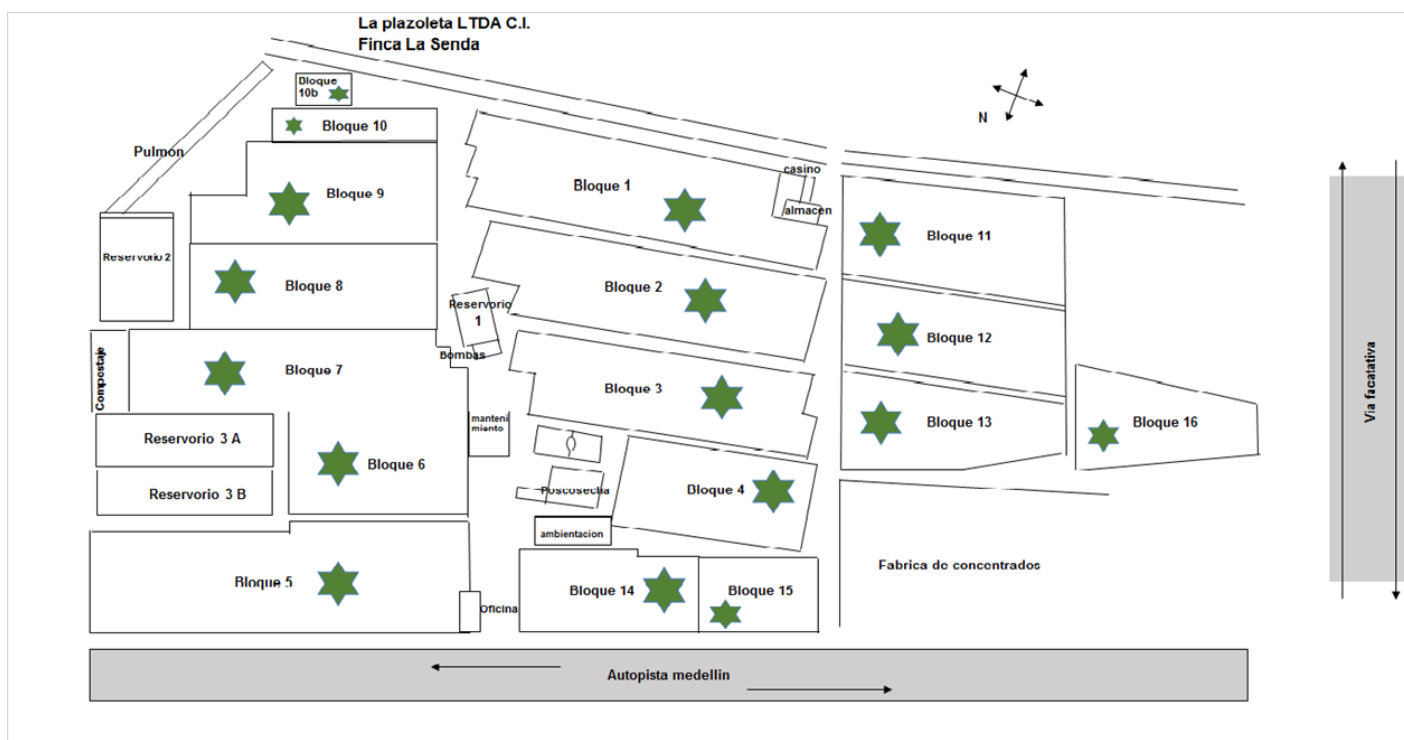 La plazoleta LTDA C.I.
Finca La Senda
Bloque
10b
Bloque 10
N
Pulmon
casino
Bloque 1
Bloque 9
almacen
Bloque 11
Reservorio 2
Bloque 8
Bloque 2
Reservorio
1
Bloque 12
Bombas
Compostaje
Bloque 7
Bloque 3
Via facatativa
manteni
miento
Bloque 13
Bloque 16
Reservorio 3 A
Bloque 6
Reservorio 3 B
Poscosecha
Bloque 4
ambientacion
Fabrica de concentrados
Bloque 5
Bloque 14
Bloque 15
Oficina
Autopista medellin